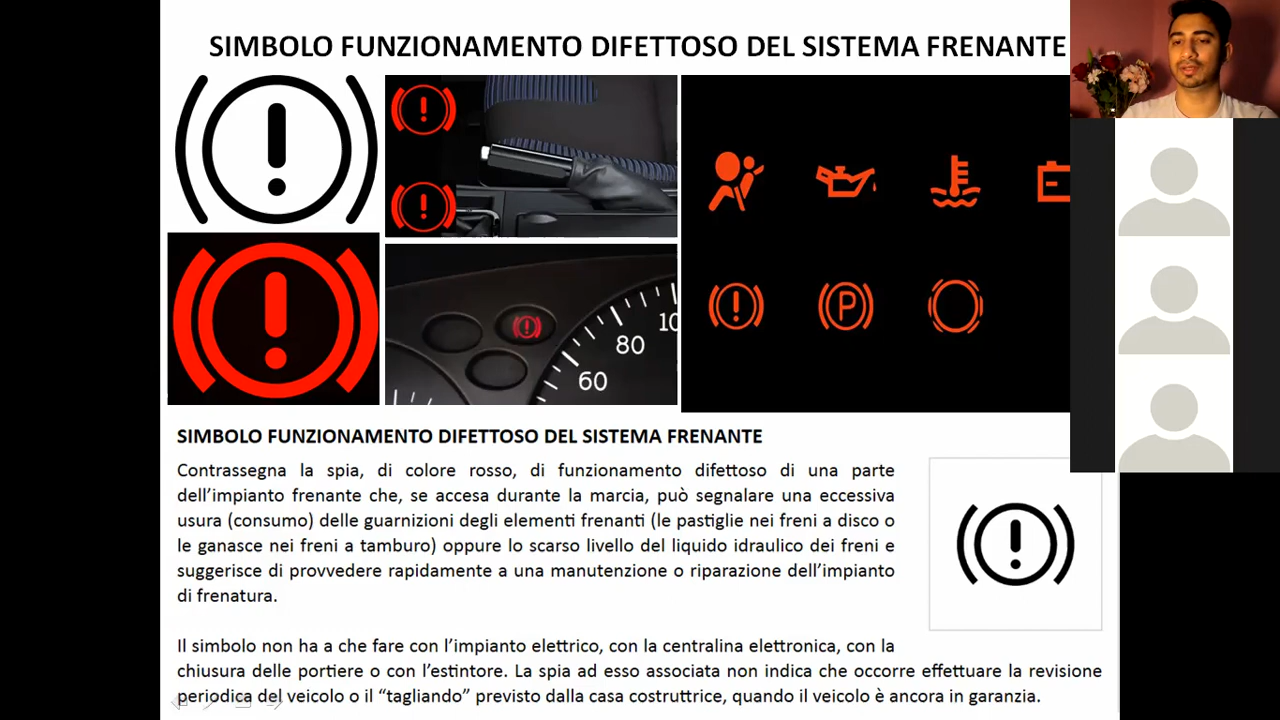 SIMBOLO FUNZIONAMENTO DIFETTOSO DEL SISTEMA FRENANTE
P
60
80
10
SIMBOLO FUNZIONAMENTO DIFETTOSO DEL SISTEMA FRENANTE
Contrassegna la spia, di colore rosso, di funzionamento difettoso di una parte
dell’impianto frenante che, se accesa durante la marcia, può segnalare una eccessiva
usura (consumo) delle guarnizioni degli elementi frenanti (le pastiglie nei freni a disco o
le ganasce nei freni a tamburo) oppure lo scarso livello del liquido idraulico dei freni e
suggerisce di provvedere rapidamente a una manutenzione o riparazione dell’impianto
di frenatura.
Il simbolo non ha a che fare con l’impianto elettrico, con la centralina elettronica, con la
chiusura delle portiere o con l’estintore. La spia ad esso associata non indica che occorre effettuare la revisione
periodica del veicolo o il “tagliando” previsto dalla casa costruttrice, quando il veicolo è ancora in garanzia.